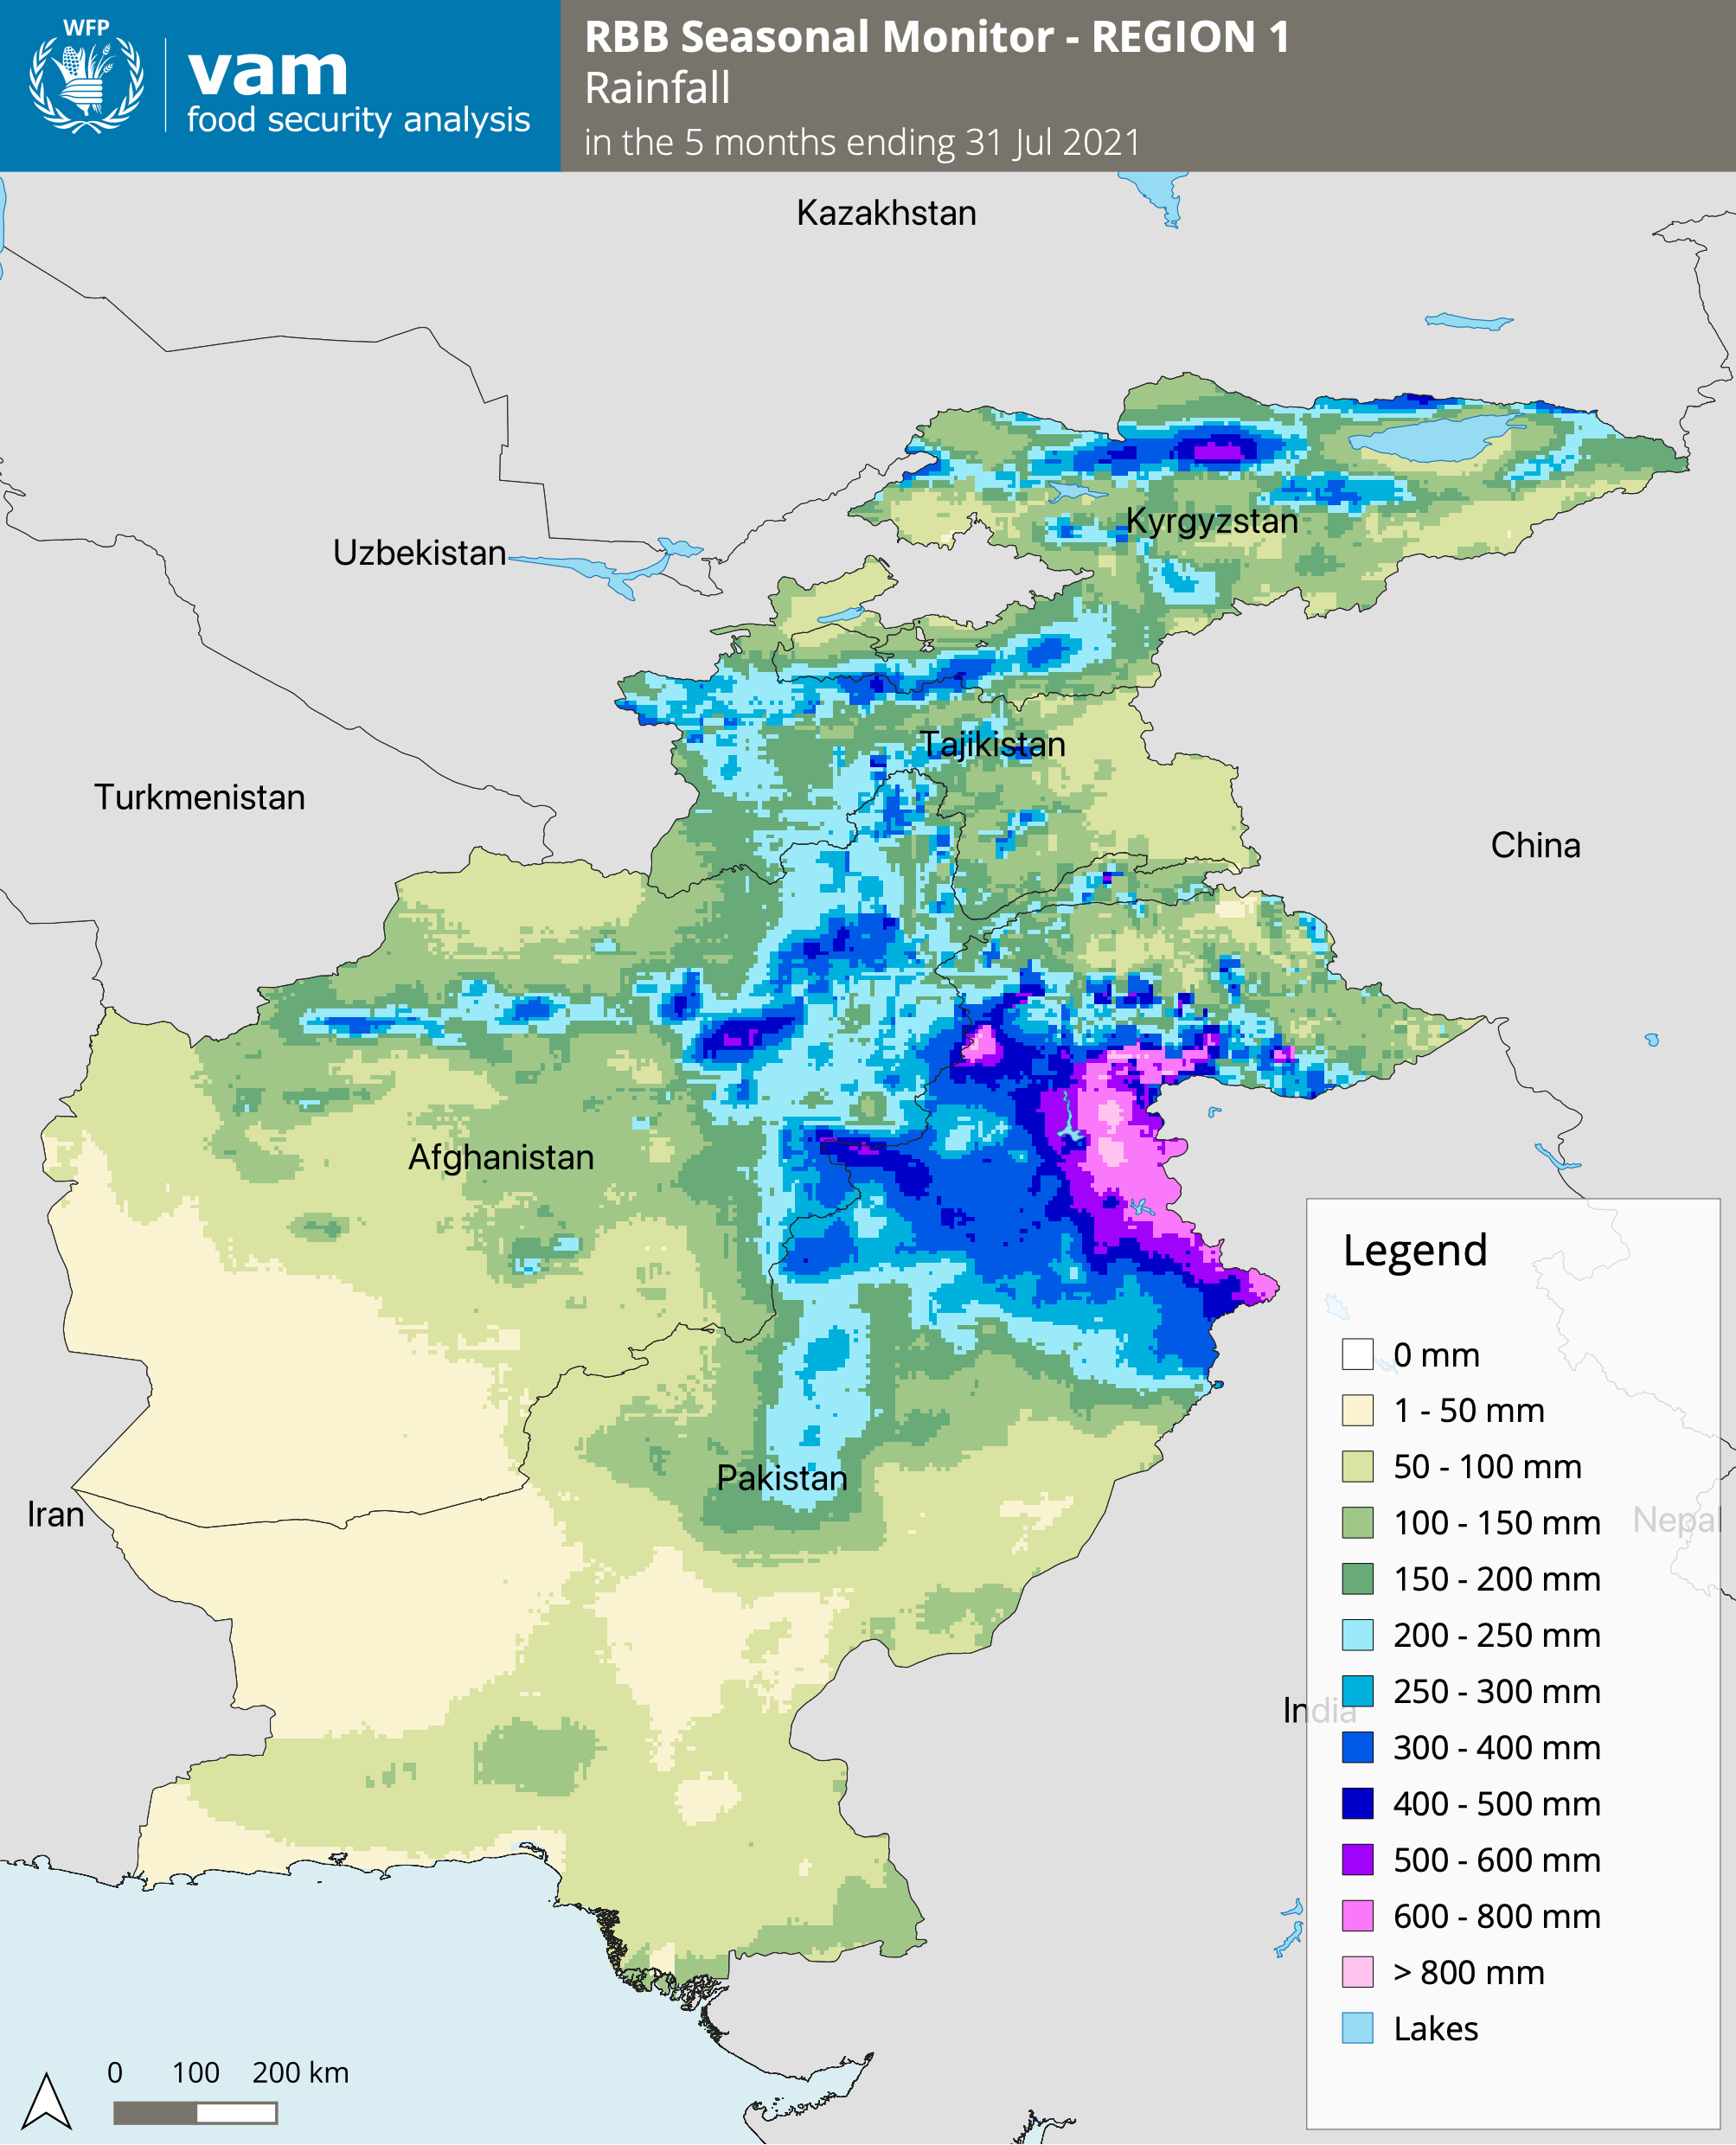 WFP
vam
food security analysis
RBB Seasonal Monitor - REGION 1
Rainfall
in the 5 months ending 31 Jul 2021
Kazakhstan
Kyrgyzstan
Uzbekistan
Tajikistan
Turkmenistan
China
Afghanistan
Pakistan
Iran
Nepal
India
Legend
0 mm
1 - 50 mm
50 - 100 mm
100 - 150 mm
150 - 200 mm
200 - 250 mm
250 - 300 mm
300 - 400 mm
400 - 500 mm
500 - 600 mm
600 - 800 mm
> 800 mm
Lakes
0 100 200 km